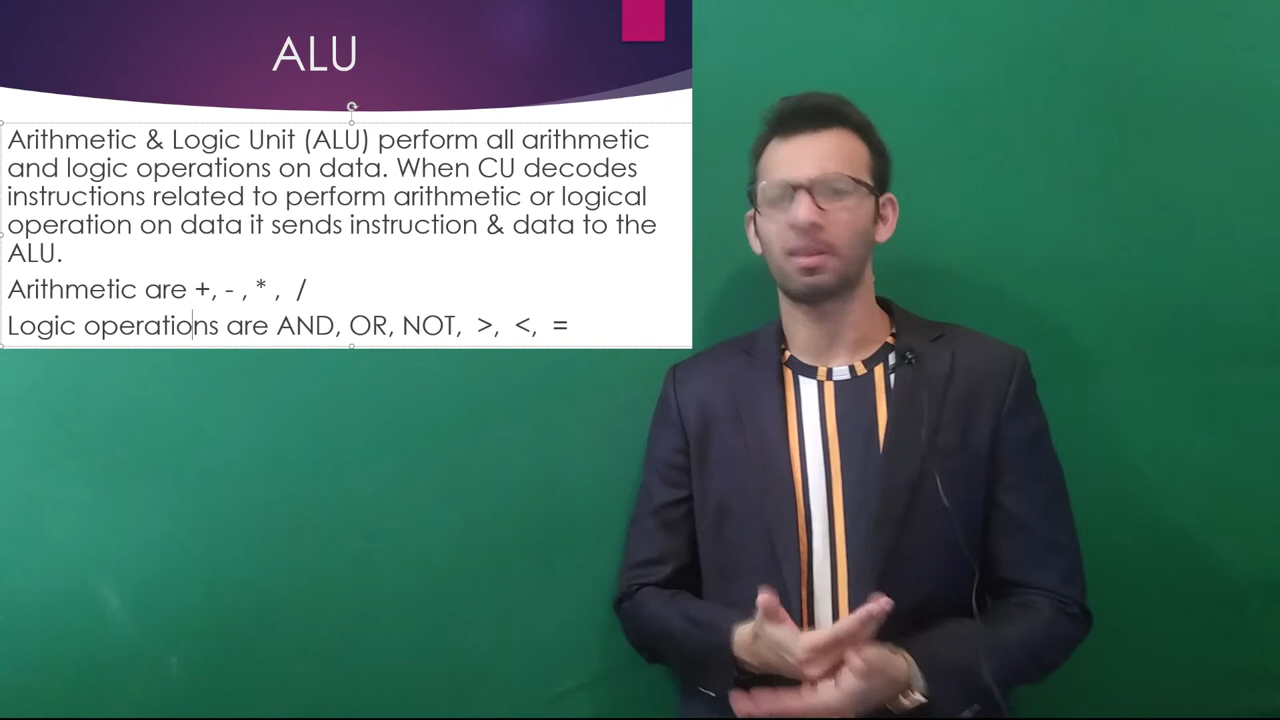 ALU
Arithmetic & Logic Unit (ALU) perform all arithmetic
and logic operations on data. When CU decodes
instructions related to perform arithmetic or logical
operation on data it sends instruction & data to the
ALU.
Arithmetic are +, - , * , /
Logic operations are AND, OR, NOT, >, <, =